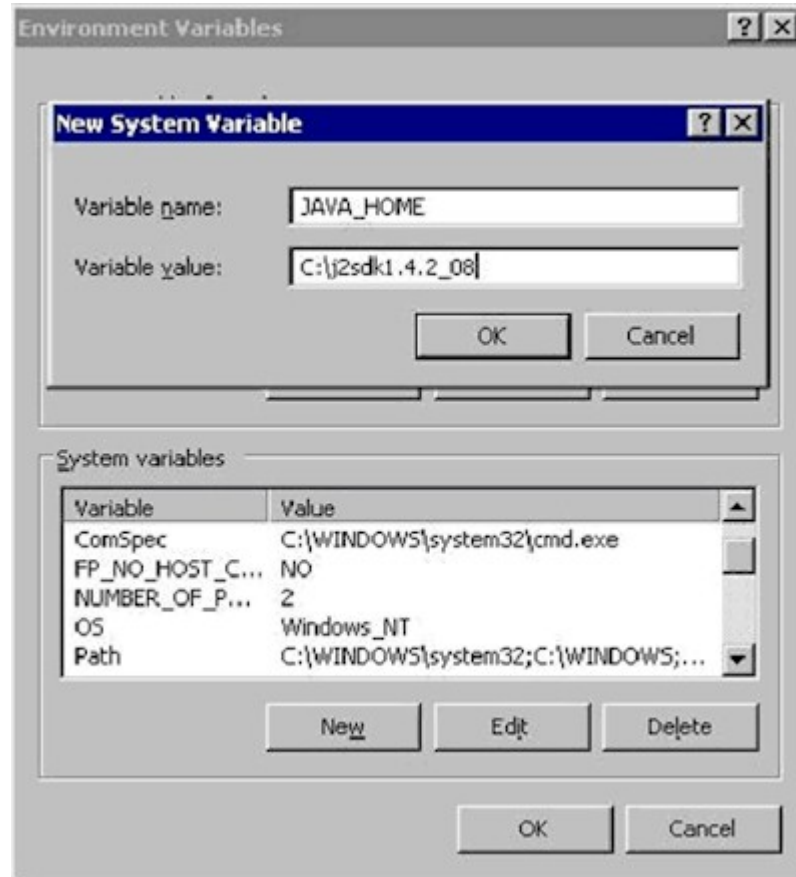 Environment Variables
New System Variable
Variable name: JAVA_HOME
Variable value: C:\j2sdk1.4.2_08
OK Cancel
System variables
Variable Value
ComSpec C:\WINDOWS\system32\cmd.exe
FP_NO_HOST_C... NO
NUMBER_OF_P... 2
OS Windows_NT
Path C:\WINDOWS\system32;C:\WINDOWS;...
New Edit Delete
OK Cancel